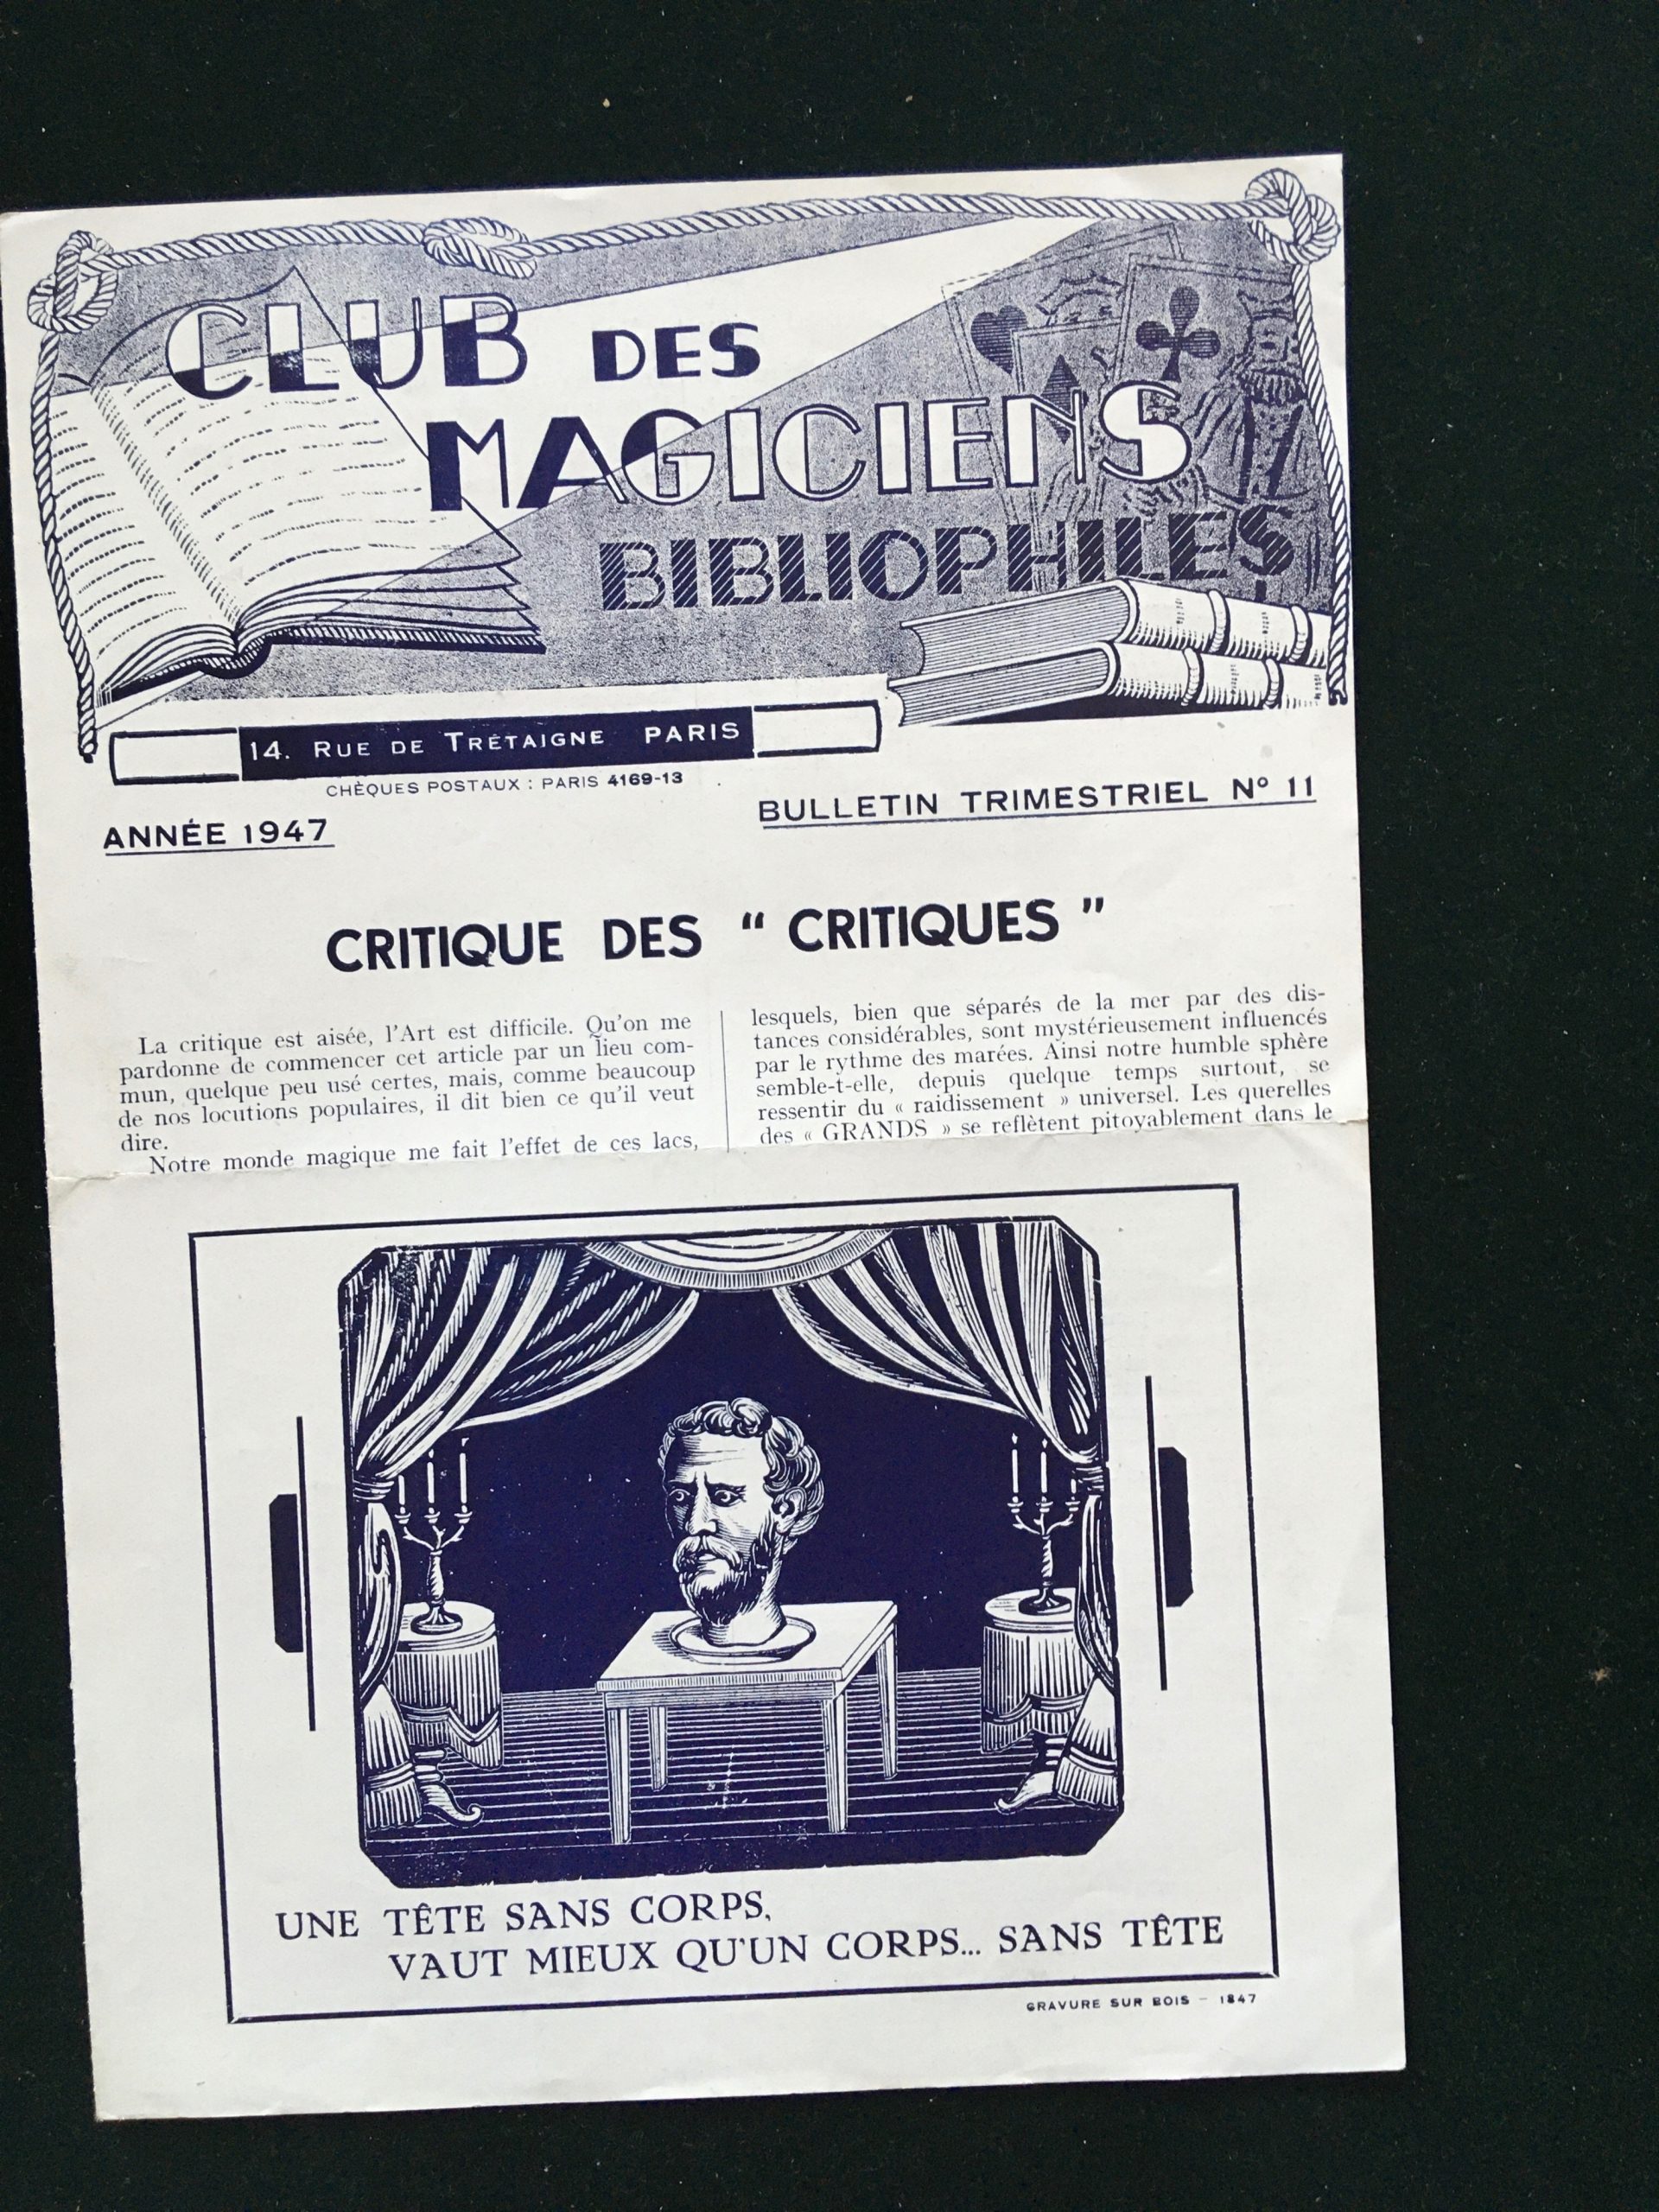 CLUB DES
MAGICIENS
BIBLIOPHILES
14. RUE DE TRÉTAIGNE PARIS
CHÈQUES POSTAUX : PARIS 4169-13
ANNÉE 1947
BULLETIN TRIMESTRIEL Nº 11
CRITIQUE DES " CRITIQUES "
La critique est aisée, l'Art est difficile. Qu'on me
pardonne de commencer cet article par un lieu com-
mun, quelque peu usé certes, mais, comme beaucoup
de nos locutions populaires, il dit bien ce qu'il veut
dire.
Notre monde magique me fait l'effet de ces lacs,
lesquels, bien que séparés de la mer par des dis-
tances considérables, sont mystérieusement influencés
par le rythme des marées. Ainsi notre humble sphère
semble-t-elle, depuis quelque temps surtout, se
ressentir du « raidissement » universel. Les querelles
des « GRANDS » se reflètent pitoyablement dans le
UNE TÊTE SANS CORPS,
VAUT MIEUX QU'UN CORPS... SANS TÊTE
GRAVURE SUR BOIS - 1847